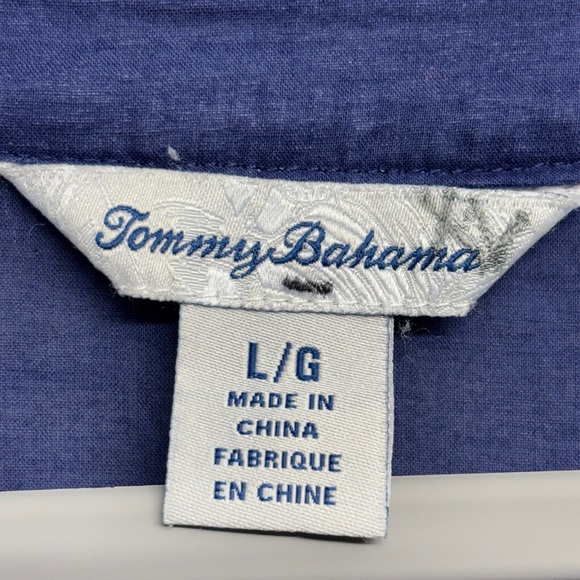 Tommy Bahama
L/G
MADE IN
CHINA
FABRIQUE
EN CHINE